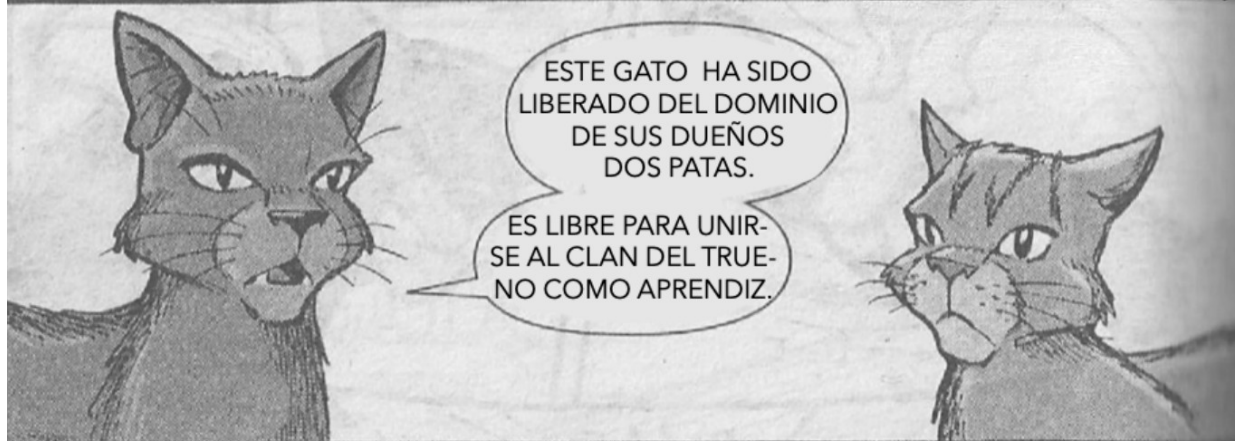 ESTE GATO HA SIDO
LIBERADO DEL DOMINIO
DE SUS DUEÑOS
DOS PATAS.
ES LIBRE PARA UNIR-
SE AL CLAN DEL TRUE-
NO COMO APRENDIZ.